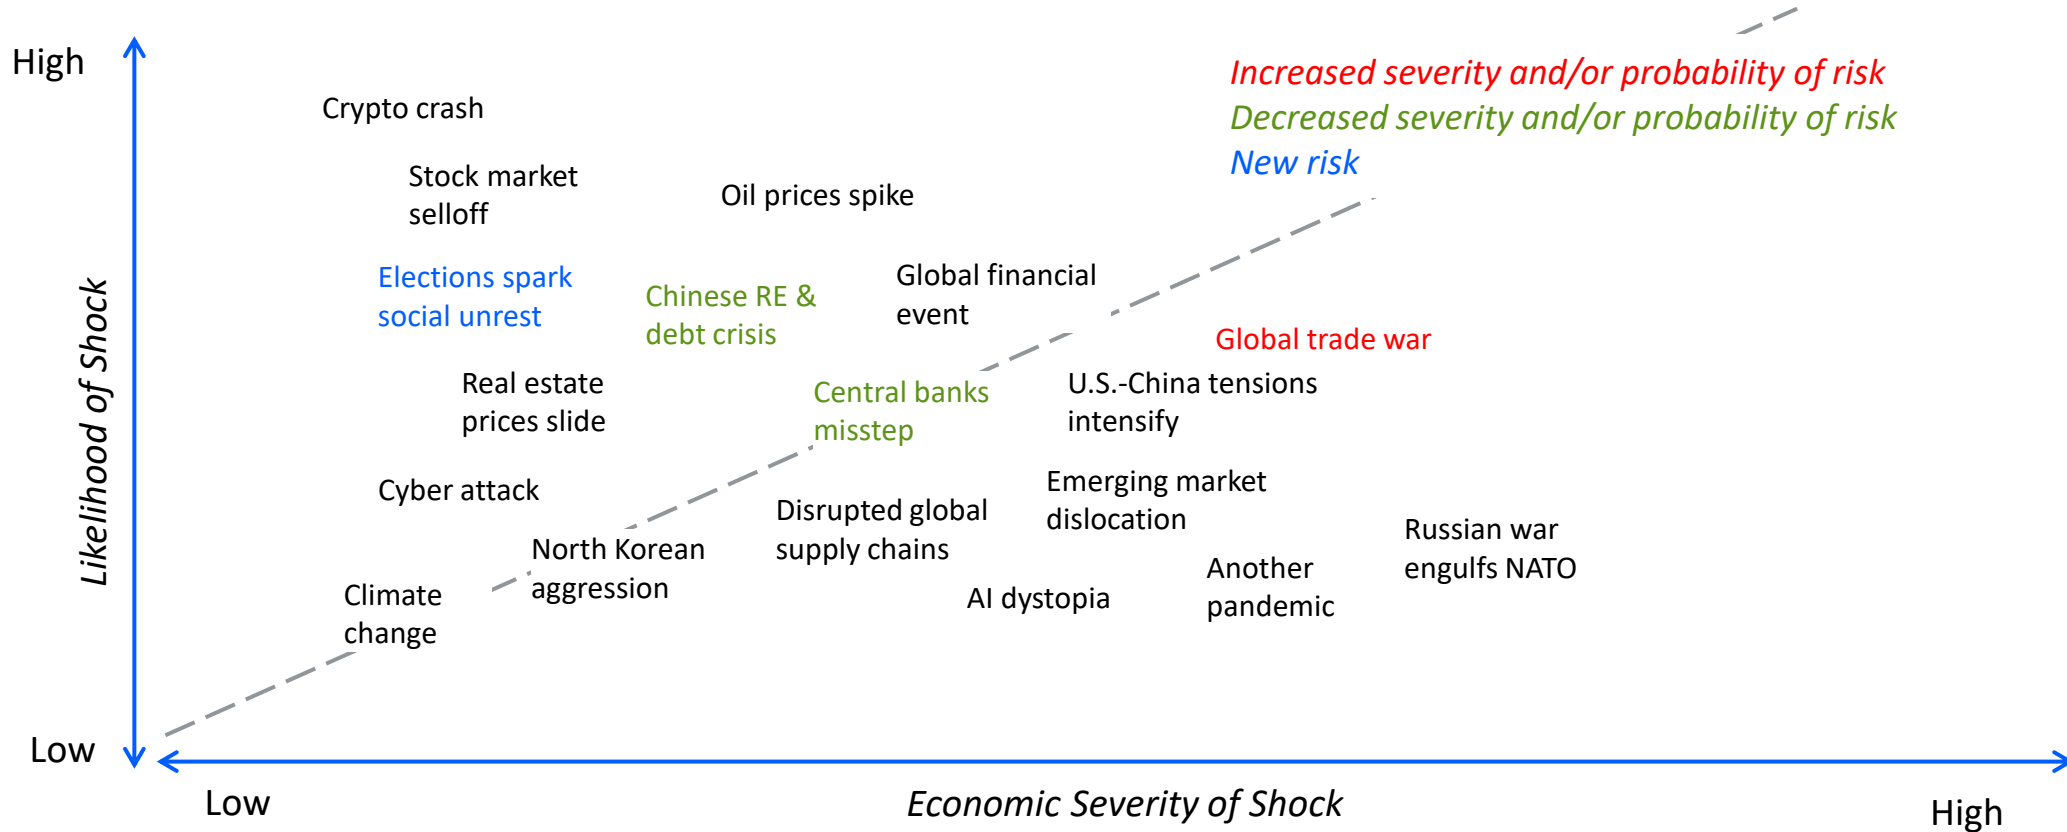 High
Increased severity and/or probability of risk
Decreased severity and/or probability of risk
New risk
Crypto crash
Stock market
selloff
Oil prices spike
Elections spark
social unrest
Chinese RE &
debt crisis
Global financial
event
Global trade war
Real estate
prices slide
Central banks
misstep
U.S.-China tensions
intensify
Likelihood of Shock
Cyber attack
Disrupted global
supply chains
Emerging market
dislocation
Russian war
engulfs NATO
North Korean
aggression
Another
pandemic
Climate
change
AI dystopia
Low
Low
Economic Severity of Shock
High